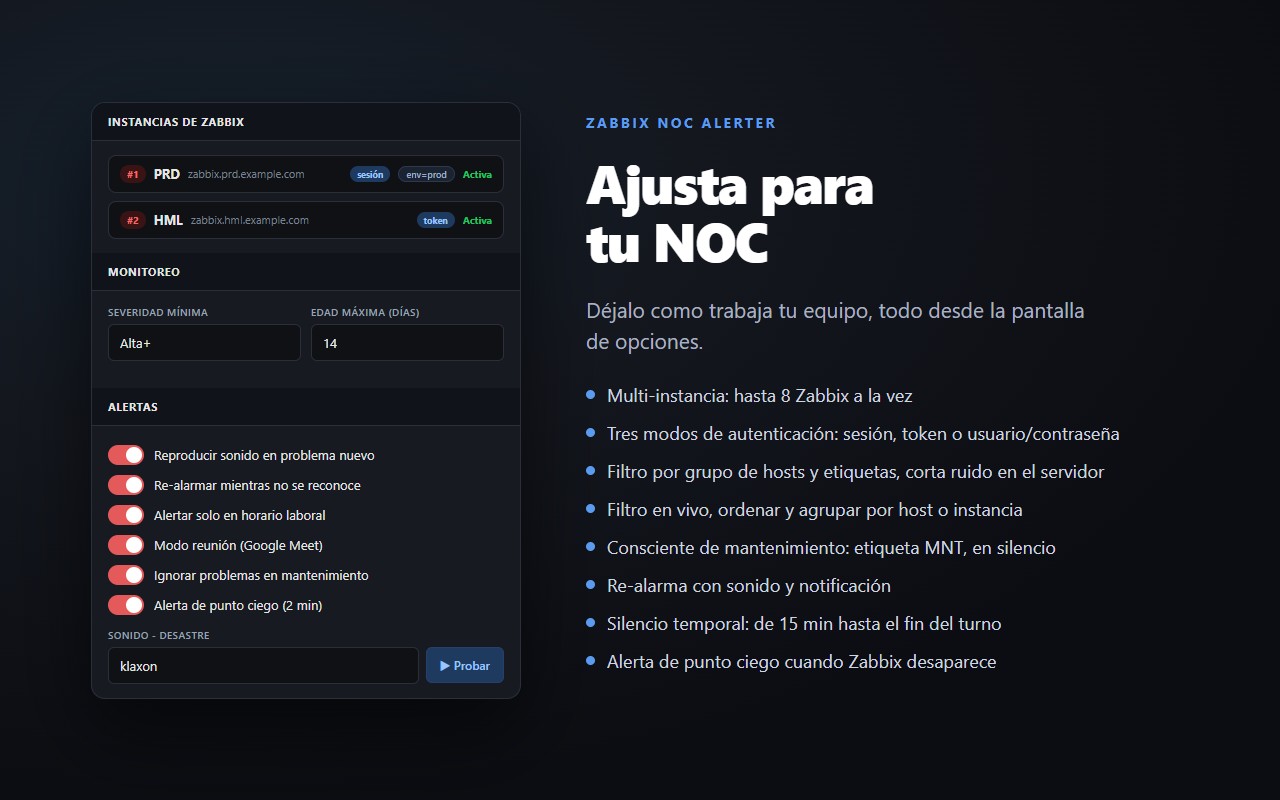 INSTANCIAS DE ZABBIX
#1 PRD zabbix.prd.example.com sesión env=prod Activa
#2 HML zabbix.hml.example.com token Activa
MONITOREO
SEVERIDAD MÍNIMA EDAD MÁXIMA (DÍAS)
Alta+ 14
ALERTAS
Reproducir sonido en problema nuevo
Re-alarmar mientras no se reconoce
Alertar solo en horario laboral
Modo reunión (Google Meet)
Ignorar problemas en mantenimiento
Alerta de punto ciego (2 min)
SONIDO - DESASTRE
klaxon ▶ Probar
ZABBIX NOC ALERTER
Ajusta para
tu NOC
Déjalo como trabaja tu equipo, todo desde la pantalla
de opciones.
Multi-instancia: hasta 8 Zabbix a la vez
Tres modos de autenticación: sesión, token o usuario/contraseña
Filtro por grupo de hosts y etiquetas, corta ruido en el servidor
Filtro en vivo, ordenar y agrupar por host o instancia
Consciente de mantenimiento: etiqueta MNT, en silencio
Re-alarma con sonido y notificación
Silencio temporal: de 15 min hasta el fin del turno
Alerta de punto ciego cuando Zabbix desaparece